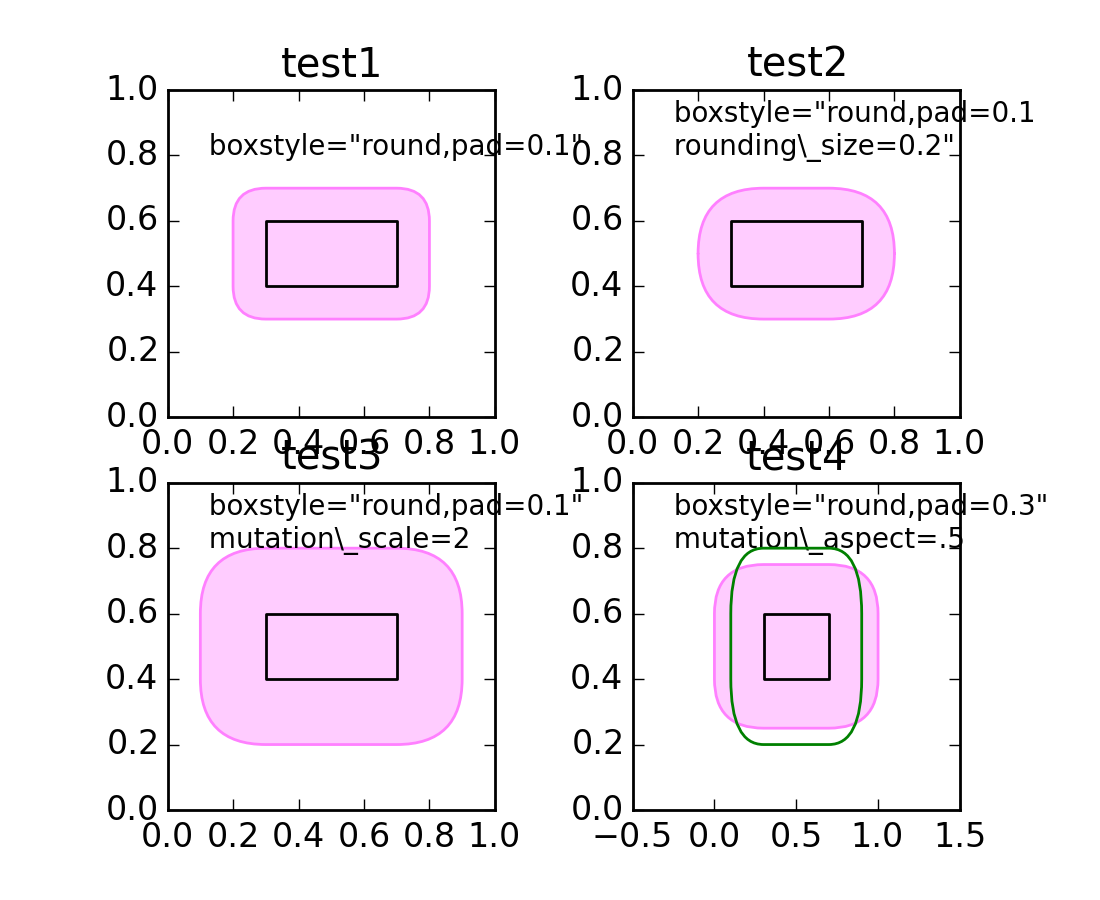 test1
1.0
boxstyle="round,pad=0.1"
0.8
0.6
0.4
0.2
0.0
0.0 0.2 0.4 0.6 0.8 1.0
test2
1.0
boxstyle="round,pad=0.1
rounding\_size=0.2"
0.8
0.6
0.4
0.2
0.0
0.0 0.2 0.4 0.6 0.8 1.0
test3
1.0
boxstyle="round,pad=0.1"
mutation\_scale=2
0.8
0.6
0.4
0.2
0.0
0.0 0.2 0.4 0.6 0.8 1.0
test4
1.0
boxstyle="round,pad=0.3"
mutation\_aspect=.5
0.8
0.6
0.4
0.2
0.0
−0.5 0.0 0.5 1.0 1.5